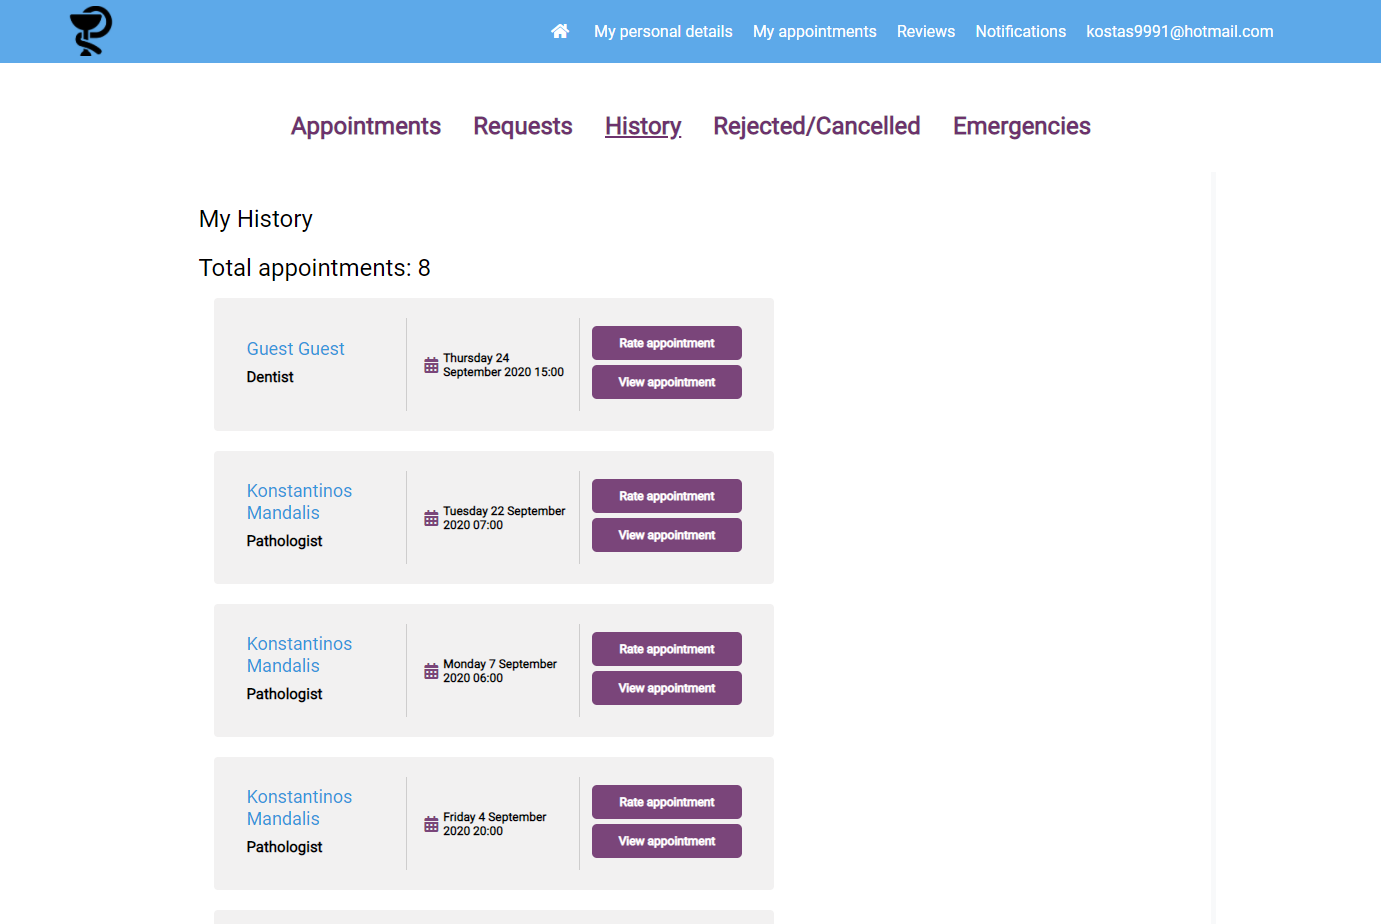 My personal details My appointments Reviews Notifications kostas9991@hotmail.com
Appointments Requests History Rejected/Cancelled Emergencies
My History
Total appointments: 8
Guest Guest
Dentist
Thursday 24
September 2020 15:00
Rate appointment
View appointment
Konstantinos
Mandalis
Pathologist
Tuesday 22 September
2020 07:00
Rate appointment
View appointment
Konstantinos
Mandalis
Pathologist
Monday 7 September
2020 06:00
Rate appointment
View appointment
Konstantinos
Mandalis
Pathologist
Friday 4 September
2020 20:00
Rate appointment
View appointment